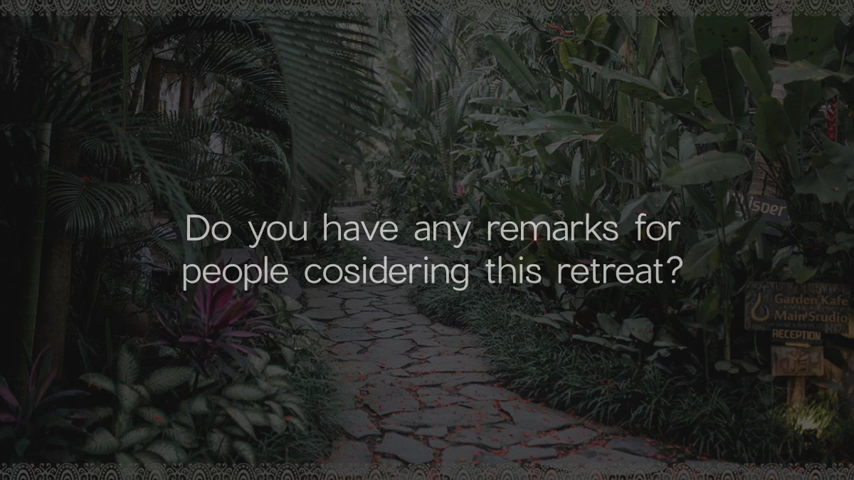 Do you have any remarks for
people cosidering this retreat?
Garden Kafe
Main Studio
RECEPTION